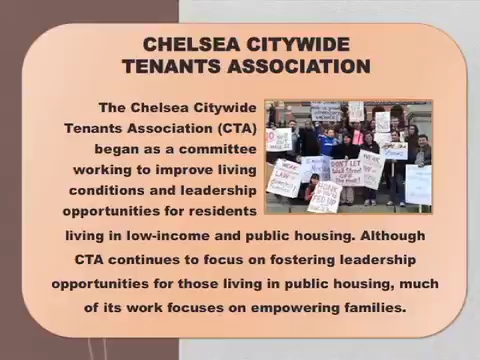 CHELSEA CITYWIDE
TENANTS ASSOCIATION
The Chelsea Citywide
Tenants Association (CTA)
began as a committee
working to improve living
conditions and leadership
opportunities for residents
living in low-income and public housing. Although
CTA continues to focus on fostering leadership
opportunities for those living in public housing, much
of its work focuses on empowering families.
DON'T LET